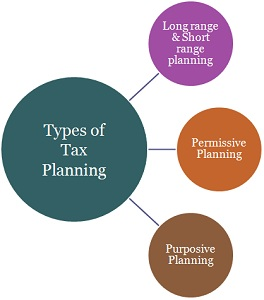 Long range
& Short
range
planning
Types of
Tax
Planning
Permissive
Planning
Purposive
Planning